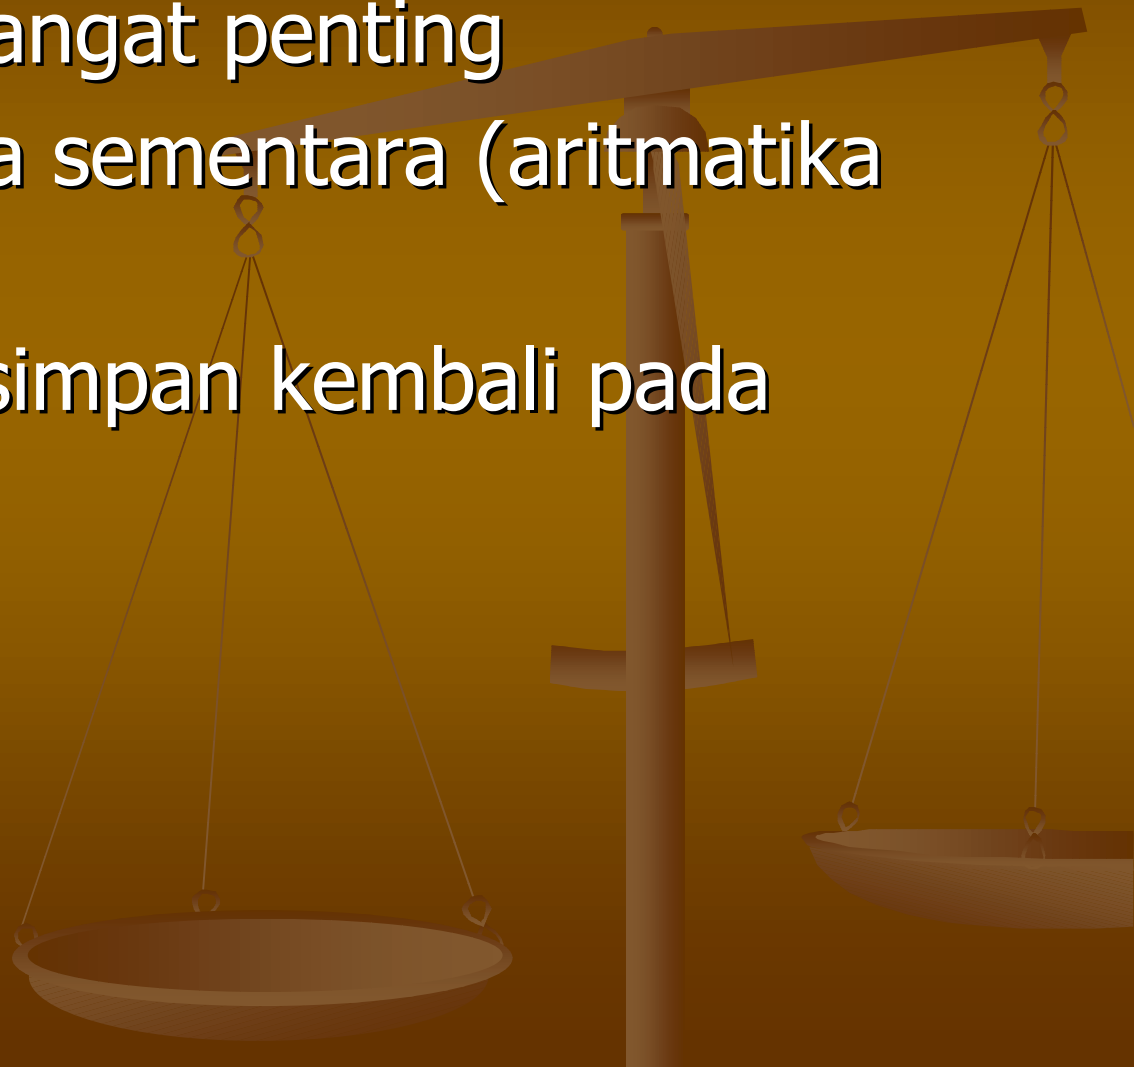 angat penting
a sementara (aritmatika
simpan kembali pada